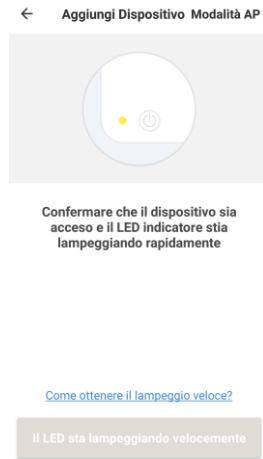 Aggiungi Dispositivo Modalità AP
Confermare che il dispositivo sia
acceso e il LED indicatore stia
lampeggiando rapidamente
Come ottenere il lampeggio veloce?
Il LED sta lampeggiando velocemente